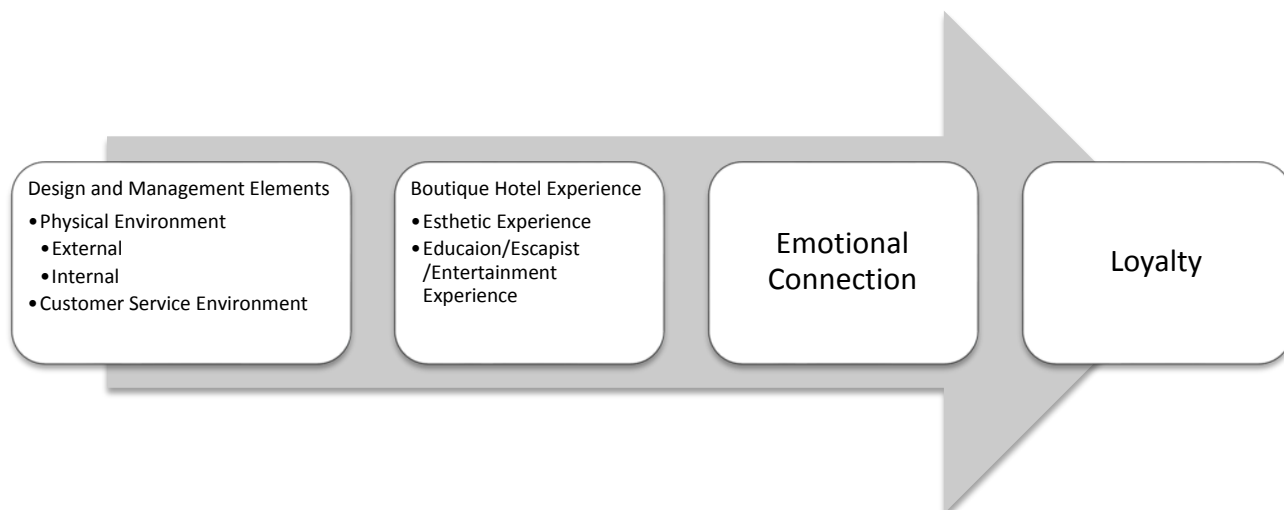 Design and Management Elements
•Physical Environment
•External
•Internal
•Customer Service Environment
Boutique Hotel Experience
•Esthetic Experience
•Educaion/Escapist
/Entertainment
Experience
Emotional
Connection
Loyalty